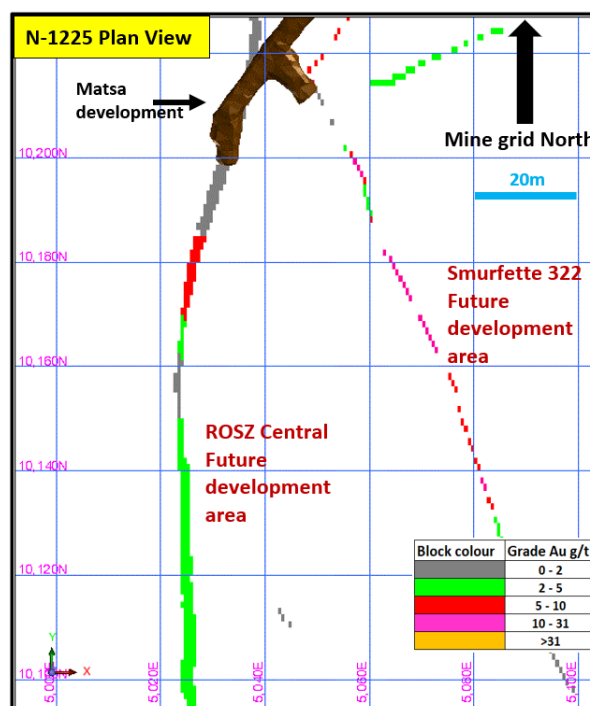 N-1225 Plan View
Matsa
development
Mine grid North
20m
10,200N
10,180N
10,160N
10,140N
10,120N
Smurfette 322
Future
development
area
ROSZ Central
Future
development
area
Block colour Grade Au g/t
0 - 2
2 - 5
5 - 10
10 - 31
>31
Y
X
5,020E
5,040E
5,060E